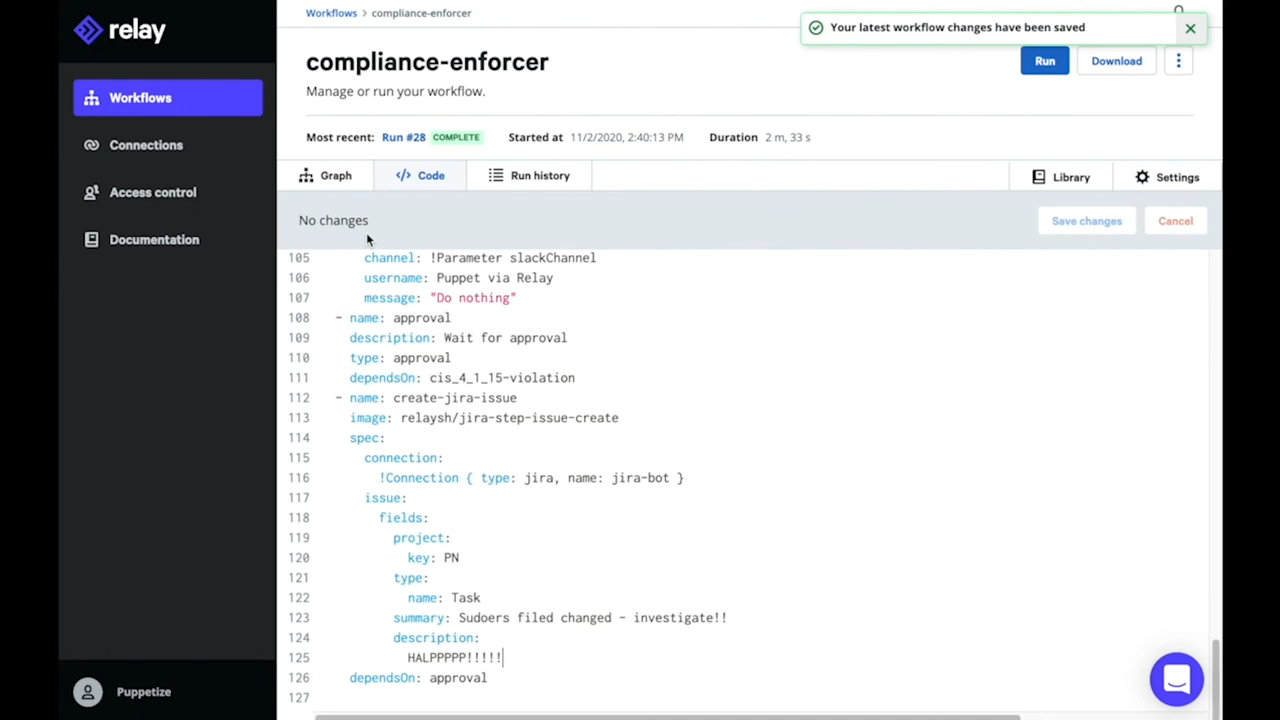 relay
Workflows
Connections
Access control
Documentation
Puppetize
Workflows > compliance-enforcer
Your latest workflow changes have been saved
compliance-enforcer
Manage or run your workflow.
Run
Download
Most recent: Run #28 COMPLETE Started at 11/2/2020, 2:40:13 PM Duration 2 m, 33 s
Graph
</> Code
Run history
Library
Settings
No changes
Save changes
Cancel
105 channel: !Parameter slackChannel
106 username: Puppet via Relay
107 message: "Do nothing"
108 - name: approval
109 description: Wait for approval
110 type: approval
111 dependsOn: cis_4_1_15-violation
112 - name: create-jira-issue
113 image: relaysh/jira-step-issue-create
114 spec:
115 connection:
116 !Connection { type: jira, name: jira-bot }
117 issue:
118 fields:
119 project:
120 key: PN
121 type:
122 name: Task
123 summary: Sudoers filed changed - investigate!!
124 description:
125 HALPPPPP!!!!!
126 dependsOn: approval
127